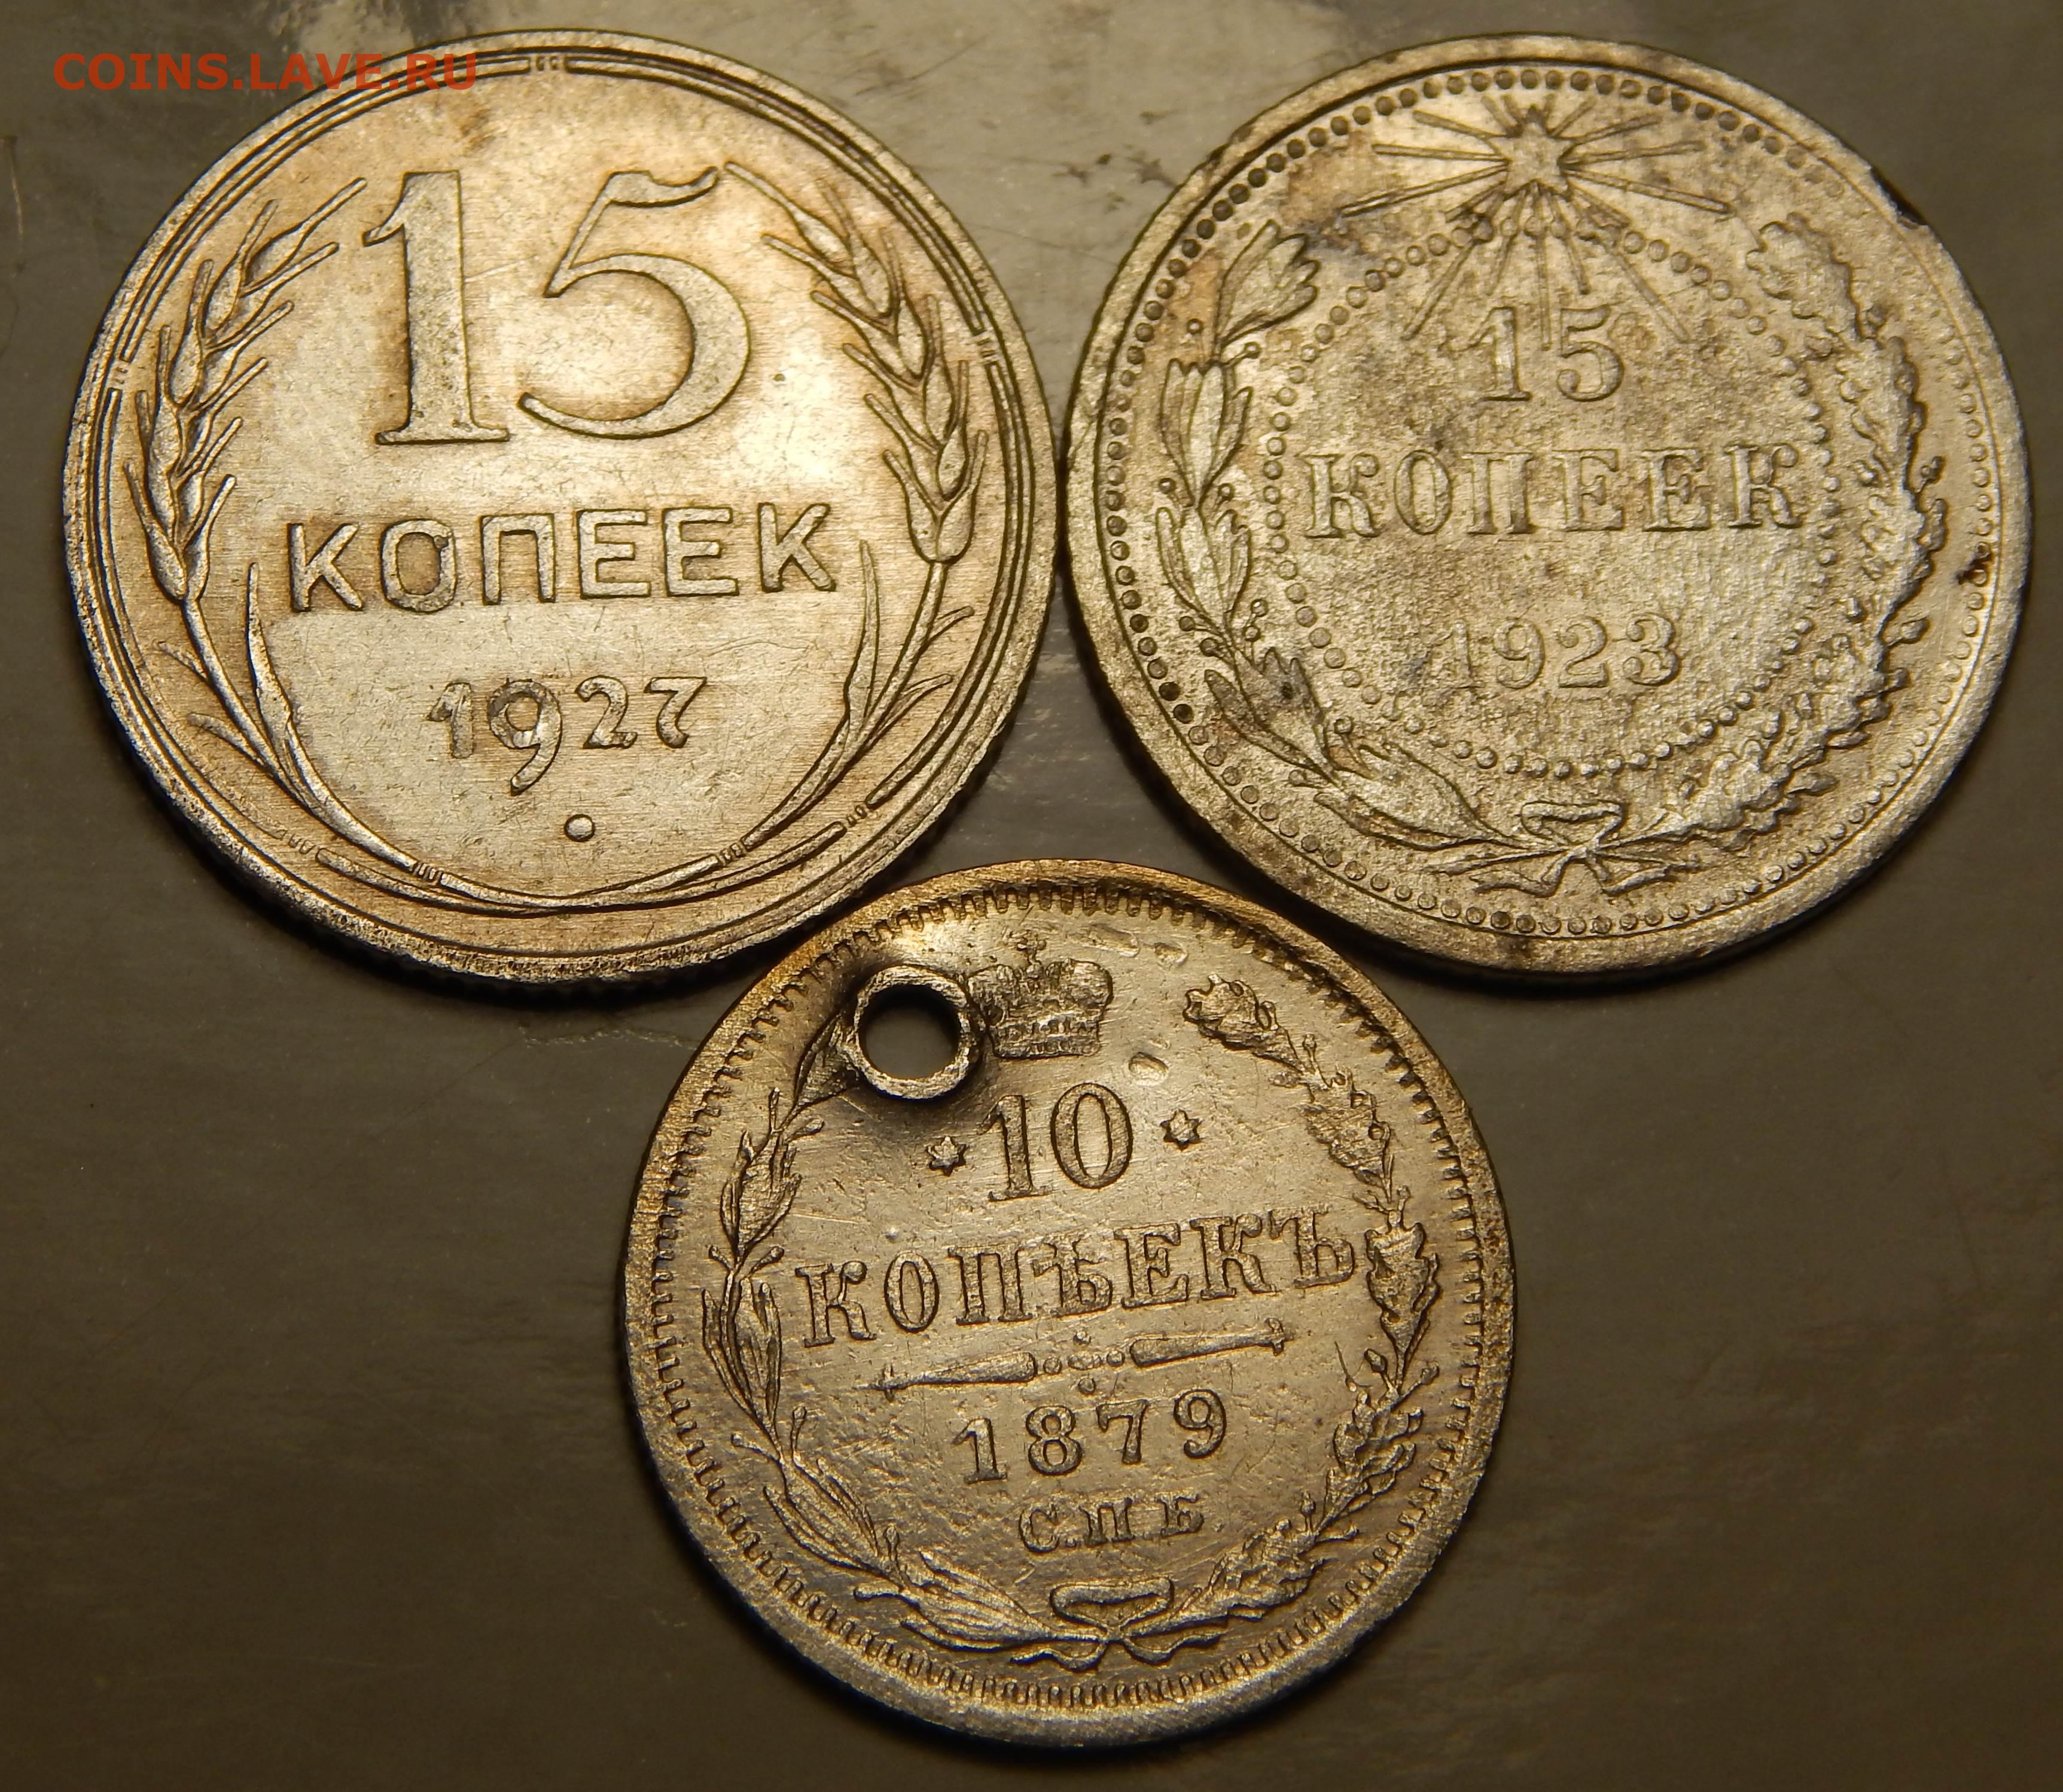 COINS.LAVE.RU
15
КОПЕЕК
1927
15
КОПЕЕК
1923
10
КОПѢЕКЪ
1879
С.П.Б.